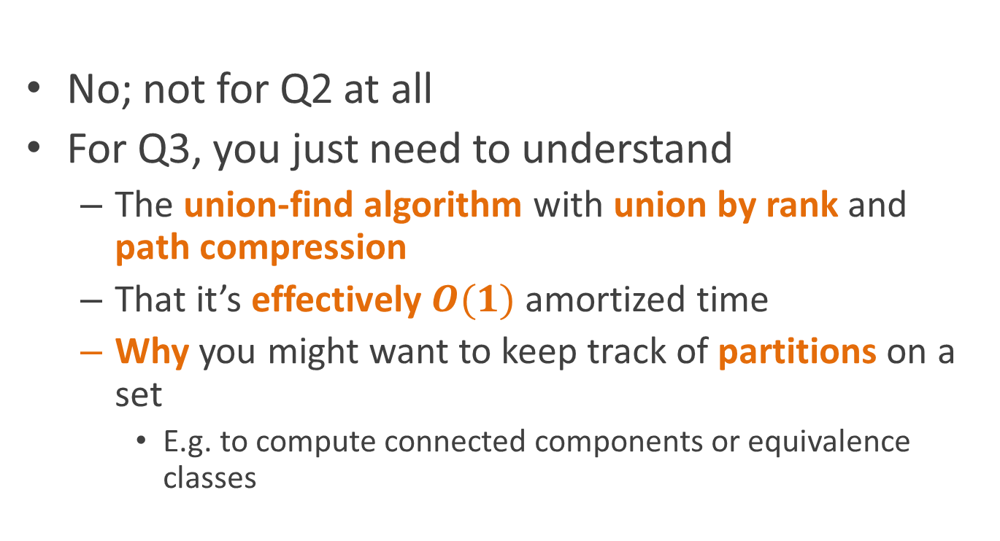 • No; not for Q2 at all
• For Q3, you just need to understand
– The union-find algorithm with union by rank and
path compression
– That it’s effectively O(1) amortized time
– Why you might want to keep track of partitions on a
set
• E.g. to compute connected components or equivalence
classes